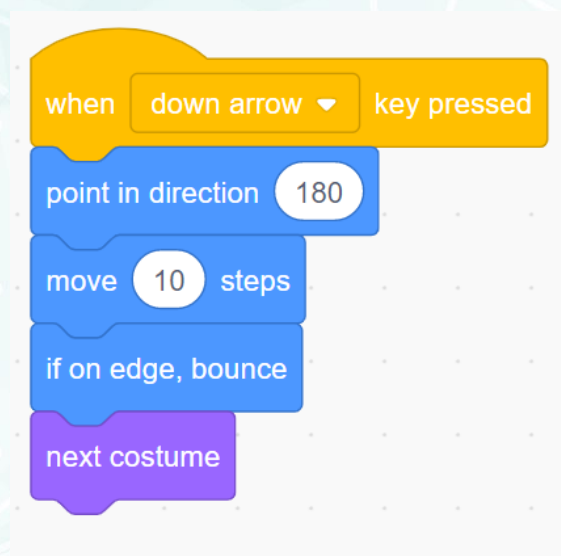 when down arrow key pressed
point in direction 180
move 10 steps
if on edge, bounce
next costume